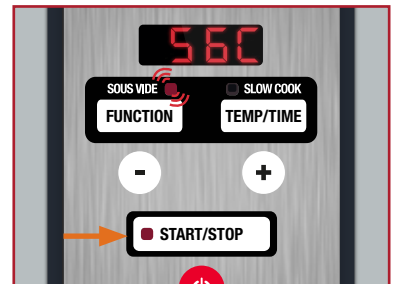 56C
SOUS VIDE SLOW COOK
FUNCTION TEMP/TIME
- +
START/STOP